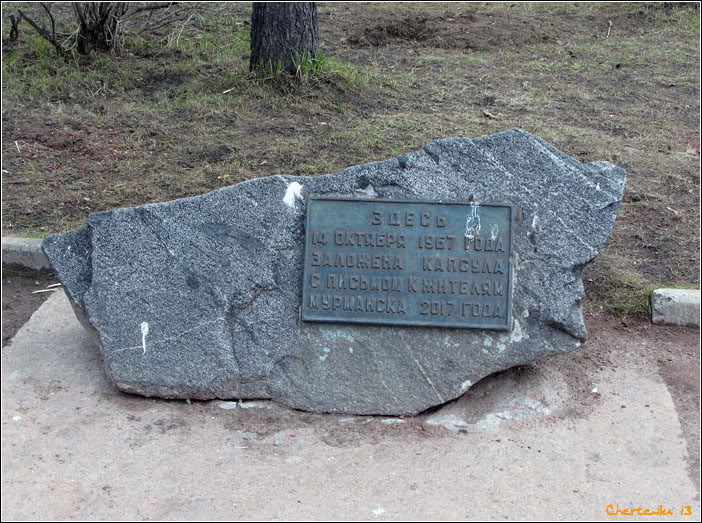 ЗДЕСЬ
14 ОКТЯБРЯ 1967 ГОДА
ЗАЛОЖЕНА КАПСУЛА
С ПИСЬМОМ К ЖИТЕЛЯМ
МУРМАНСКА 2017 ГОДА.
Chertenka 13